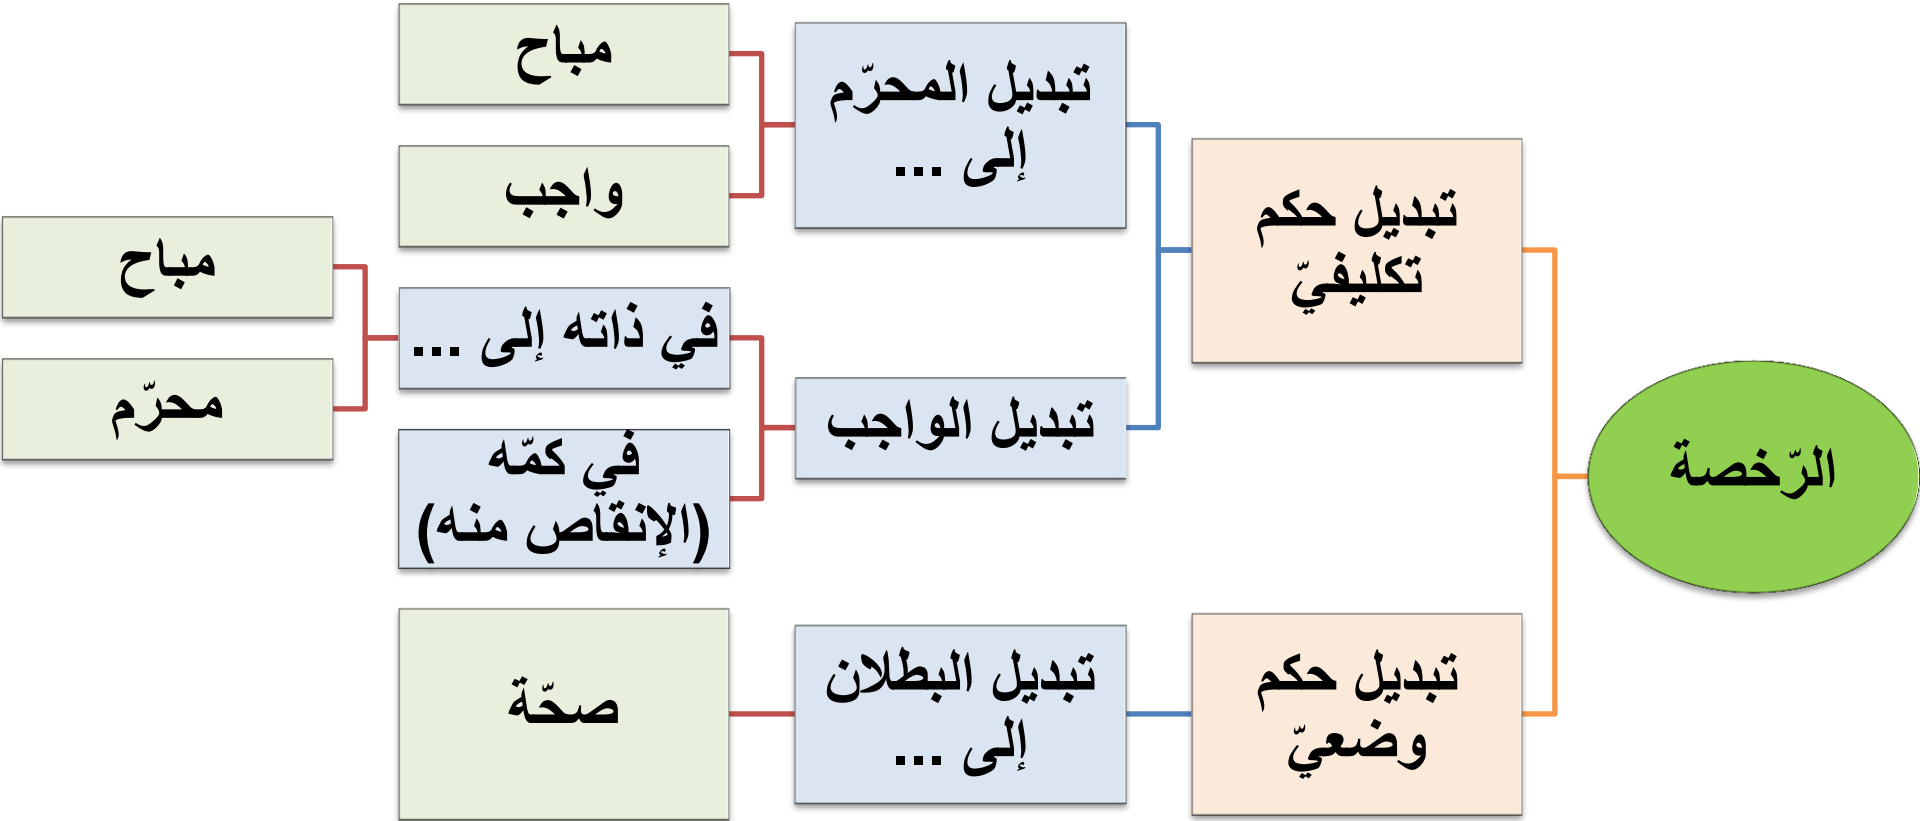 الرّخصة
تبديل حكم
تكليفيّ
تبديل المحرّم
إلى ...
مباح
واجب
تبديل الواجب
في ذاته إلى ...
مباح
محرّم
في كمّه
(الإنقاص منه)
تبديل حكم
وضعيّ
تبديل البطلان
إلى ...
صحّة